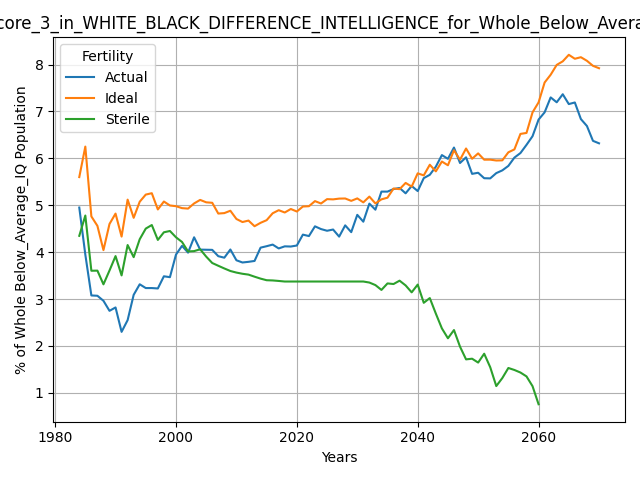 core_3_in_WHITE_BLACK_DIFFERENCE_INTELLIGENCE_for_Whole_Below_Avera
Fertility
Actual
Ideal
Sterile
% of Whole Below_Average_IQ Population
8
7
6
5
4
3
2
1
1980 2000 2020 2040 2060
Years